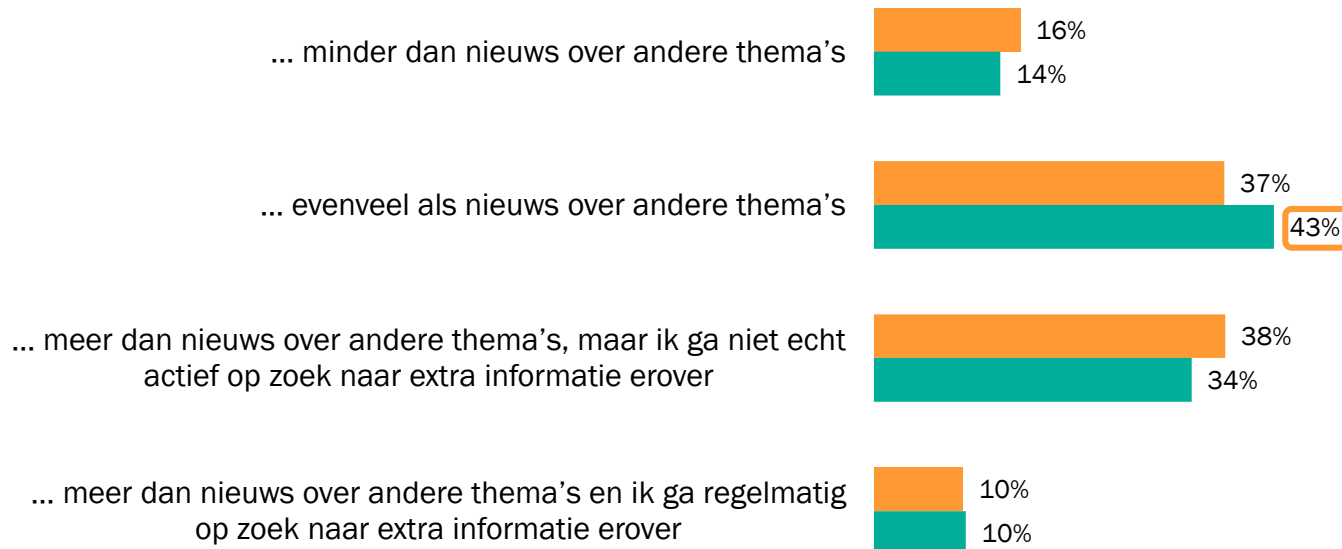 ... minder dan nieuws over andere thema's
16%
14%
... evenveel als nieuws over andere thema's
37%
43%
... meer dan nieuws over andere thema's, maar ik ga niet echt
actief op zoek naar extra informatie erover
38%
34%
... meer dan nieuws over andere thema's en ik ga regelmatig
op zoek naar extra informatie erover
10%
10%